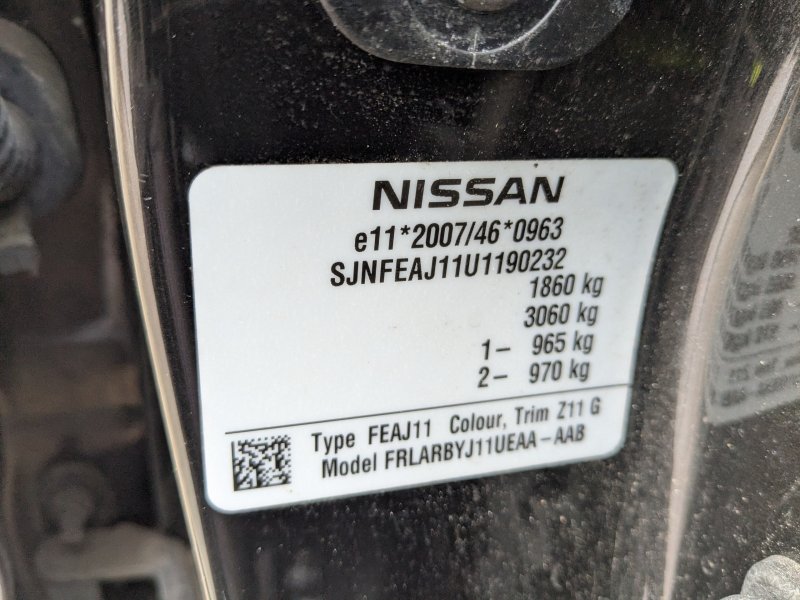 NISSAN
e11*2007/46*0963
SJNFEAJ11U1190232
1860 kg
3060 kg
1– 965 kg
2– 970 kg
Type FEAJ11 Colour, Trim Z11 G
Model FRLARBYJ11UEAA–AAB